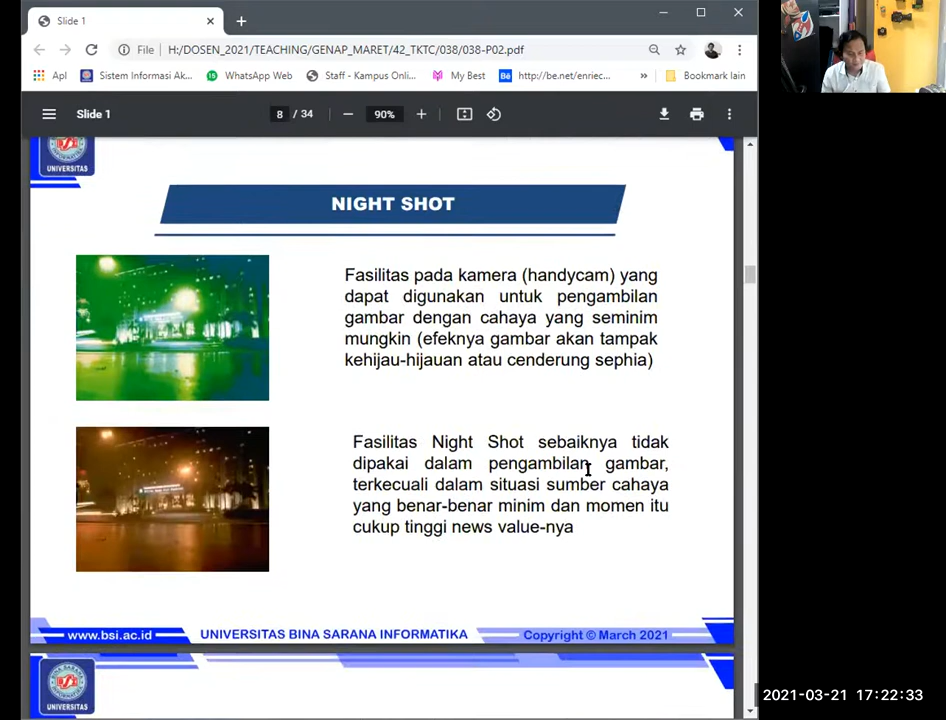 Slide 1
File
H:/DOSEN_2021/TEACHING/GENAP_MARET/42_TKTC/038/038-P02.pdf
Apl
Sistem Informasi Ak...
WhatsApp Web
Staff - Kampus Onli...
My Best
Bē
http://be.net/enriec...
»
Bookmark lain
Slide 1
8 / 34
90%
UNIVERSITAS
NIGHT SHOT
Fasilitas pada kamera (handycam) yang
dapat digunakan untuk pengambilan
gambar dengan cahaya yang seminim
mungkin (efeknya gambar akan tampak
kehijau-hijauan atau cenderung sephia)
Fasilitas Night Shot sebaiknya tidak
dipakai dalam pengambilan gambar,
terkecuali dalam situasi sumber cahaya
yang benar-benar minim dan momen itu
cukup tinggi news value-nya
www.bsi.ac.id
UNIVERSITAS BINA SARANA INFORMATIKA
Copyright © March 2021
BINA SARANA
UNIVERSITAS
2021-03-21 17:22:33